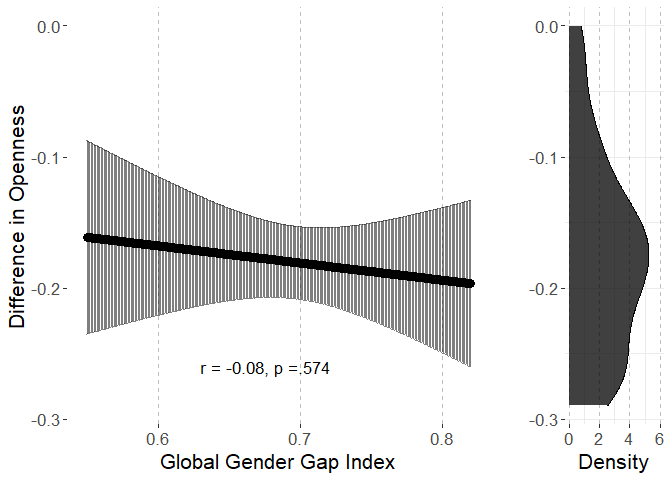 Difference in Openness
0.0
-0.1
-0.2
-0.3
r = -0.08, p =.574
0.6 0.7 0.8
Global Gender Gap Index
0.0
-0.1
-0.2
-0.3
0 2 4 6
Density